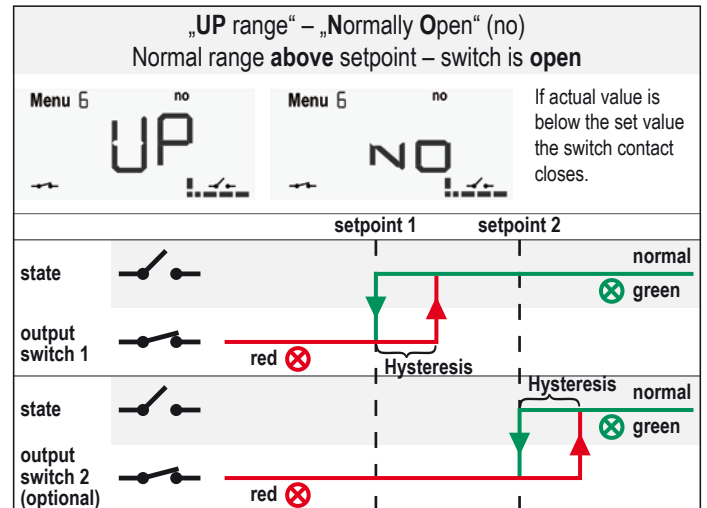 „UP range“ – „Normally Open“ (no)
Normal range above setpoint – switch is open
Menu 6 no
UP
Menu 6 no
NO
If actual value is
below the set value
the switch contact
closes.
setpoint 1 setpoint 2
state
normal
green
output
switch 1
red
Hysteresis
state
Hysteresis
normal
green
output
switch 2
(optional)
red